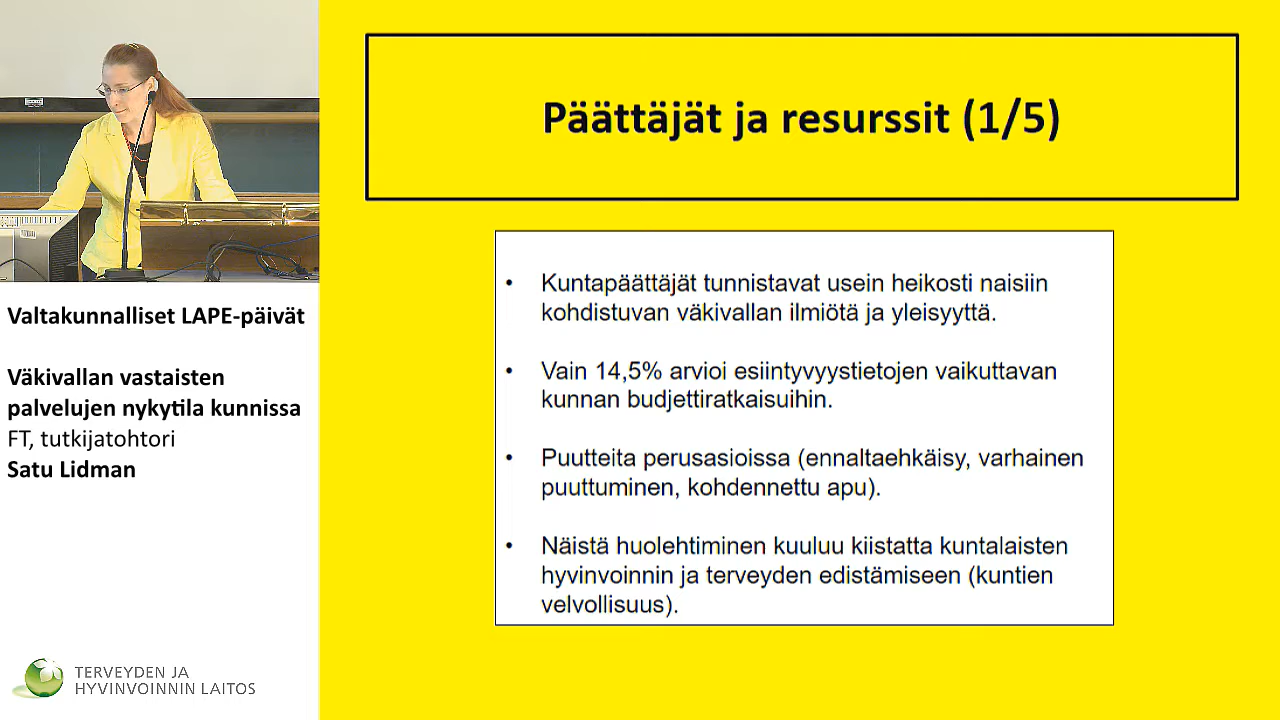 Päättäjät ja resurssit (1/5)
• Kuntapäättäjät tunnistavat usein heikosti naisiin
kohdistuvan väkivallan ilmiötä ja yleisyyttä.
• Vain 14,5% arvioi esiintyvyystietojen vaikuttavan
kunnan budjettiratkaisuihin.
• Puutteita perusasioissa (ennaltaehkäisy, varhainen
puuttuminen, kohdennettu apu).
• Näistä huolehtiminen kuuluu kiistatta kuntalaisten
hyvinvoinnin ja terveyden edistämiseen (kuntien
velvollisuus).
Valtakunnalliset LAPE-päivät
Väkivallan vastaisten
palvelujen nykytila kunnissa
FT, tutkijatohtori
Satu Lidman
TERVEYDEN JA
HYVINVOINNIN LAITOS